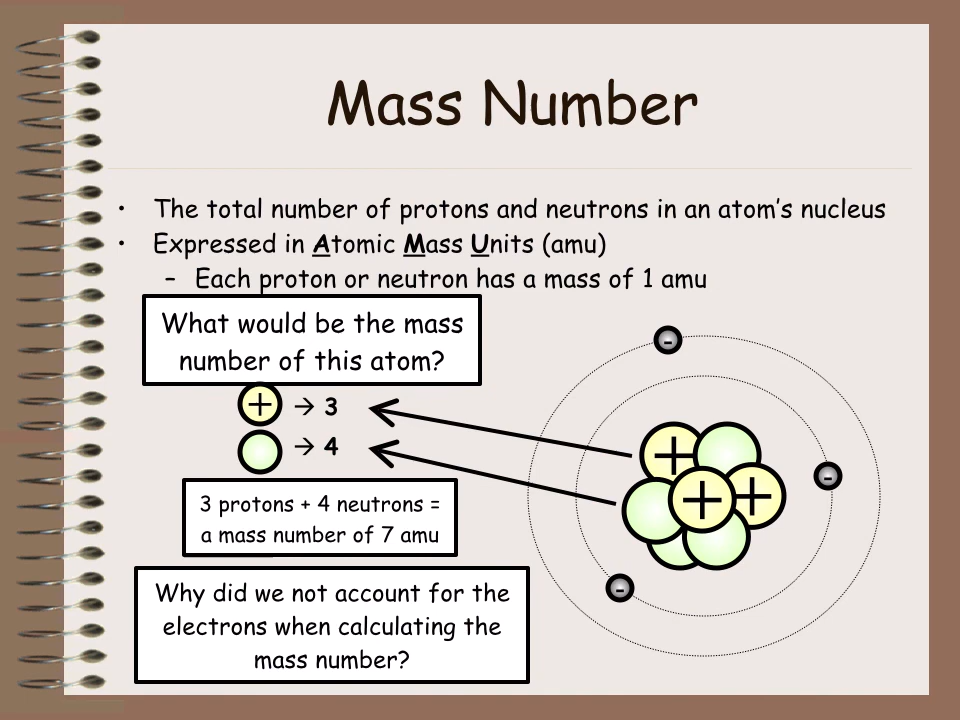 Mass Number
• The total number of protons and neutrons in an atom’s nucleus
• Expressed in Atomic Mass Units (amu)
– Each proton or neutron has a mass of 1 amu
What would be the mass
number of this atom?
+ → 3
→ 4
3 protons + 4 neutrons =
a mass number of 7 amu
Why did we not account for the
electrons when calculating the
mass number?
-
-
-
+
+
+